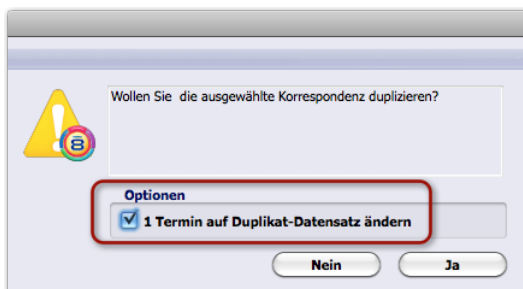 Wollen Sie die ausgewählte Korrespondenz duplizieren?
Optionen
1 Termin auf Duplikat-Datensatz ändern
Nein
Ja